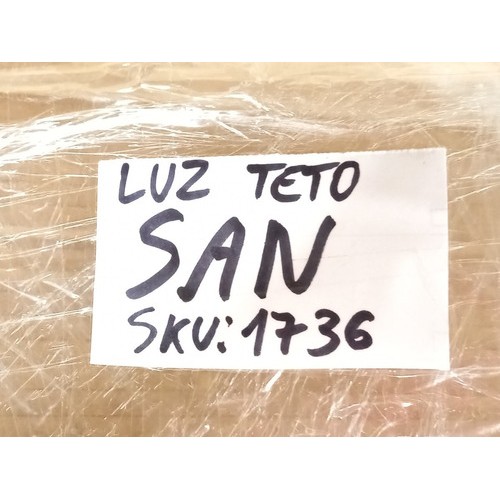 LUZ TETO
SAN
SKU: 1736